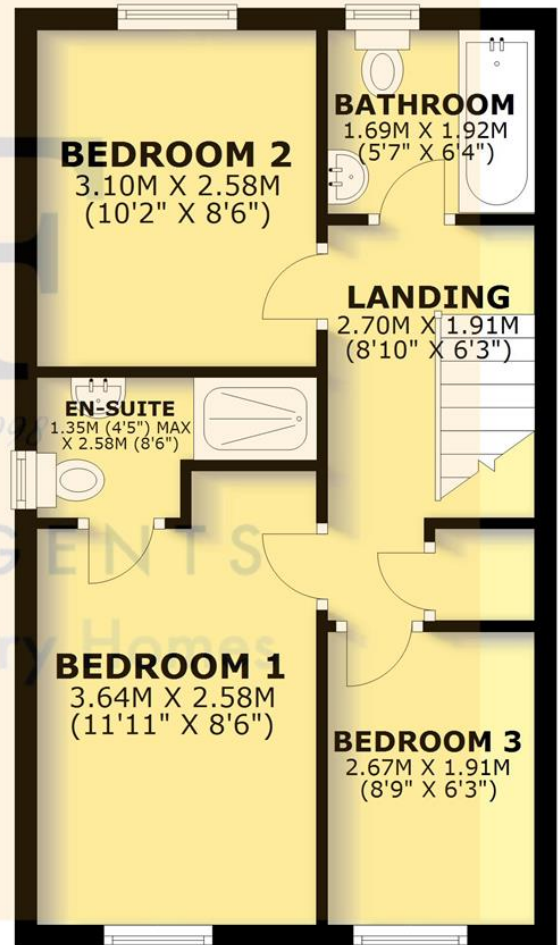 BEDROOM 2
3.10M X 2.58M
(10'2" X 8'6")
BATHROOM
1.69M X 1.92M
(5'7" X 6'4")
LANDING
2.70M X 1.91M
(8'10" X 6'3")
EN-SUITE
1.35M (4'5") MAX
X 2.58M (8'6")
BEDROOM 1
3.64M X 2.58M
(11'11" X 8'6")
BEDROOM 3
2.67M X 1.91M
(8'9" X 6'3")
GENTS
ry Homes